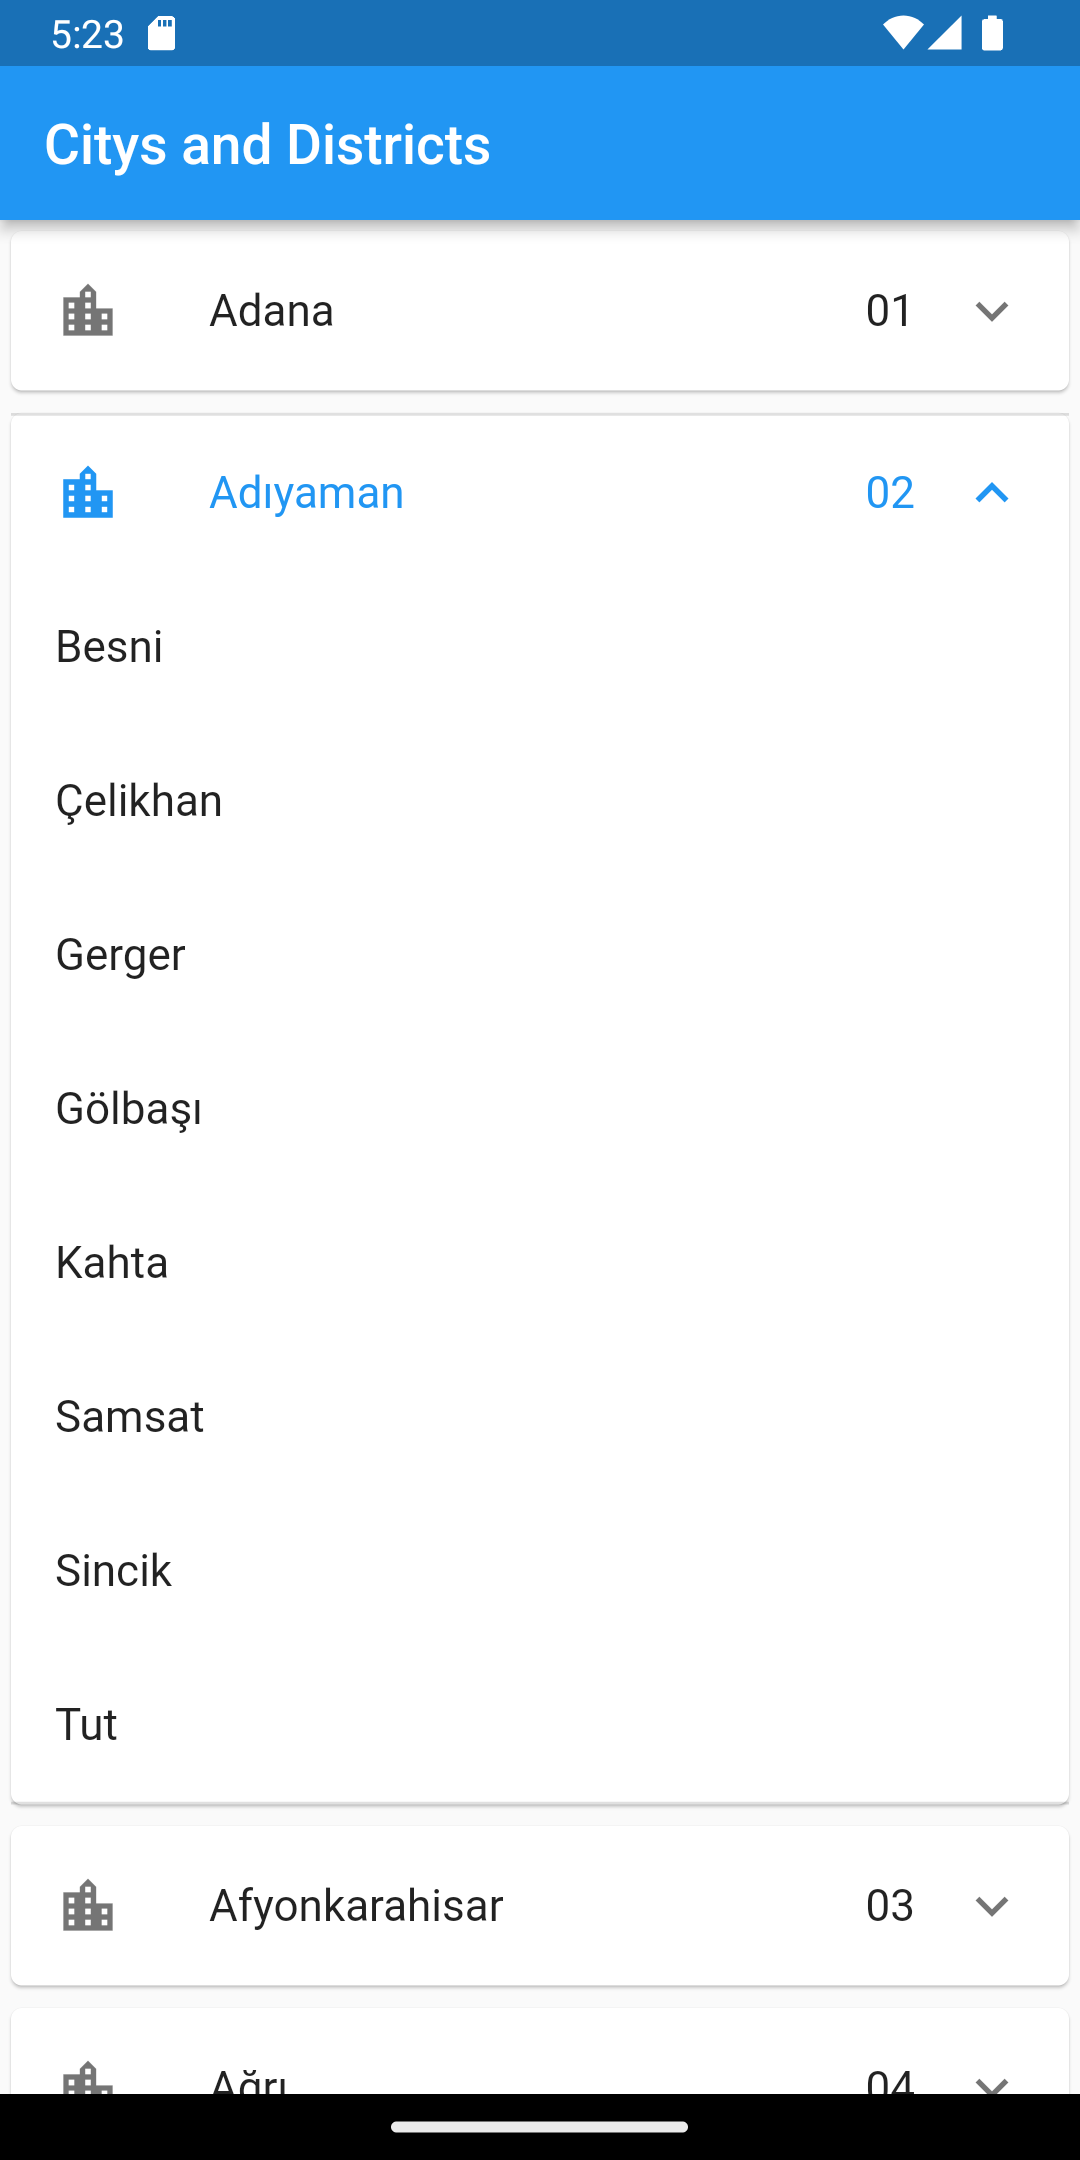 5:23
Citys and Districts
Adana 01
Adıyaman 02
Besni
Çelikhan
Gerger
Gölbaşı
Kahta
Samsat
Sincik
Tut
Afyonkarahisar 03
Ağrı 04